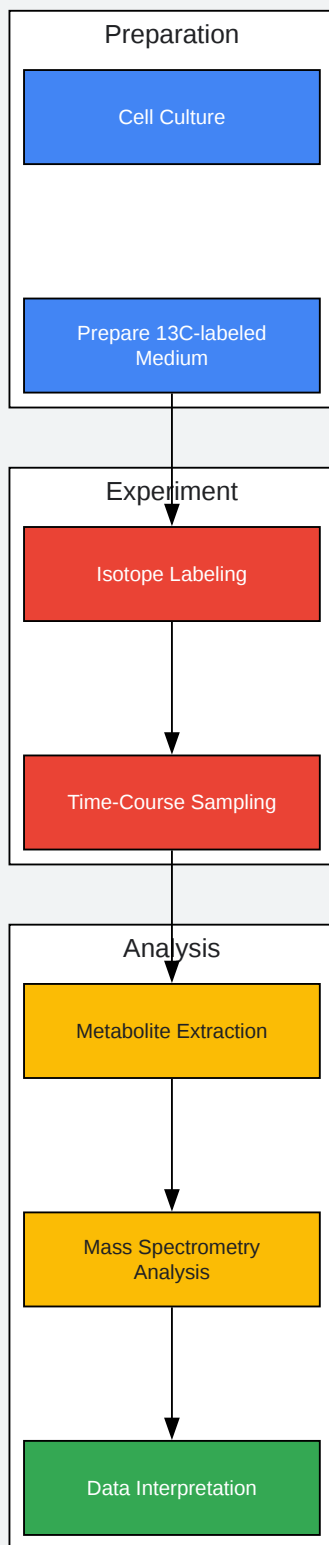 Preparation
Cell Culture
Prepare 13C-labeled
Medium
Experiment
Isotope Labeling
Time-Course Sampling
Analysis
Metabolite Extraction
Mass Spectrometry
Analysis
Data Interpretation